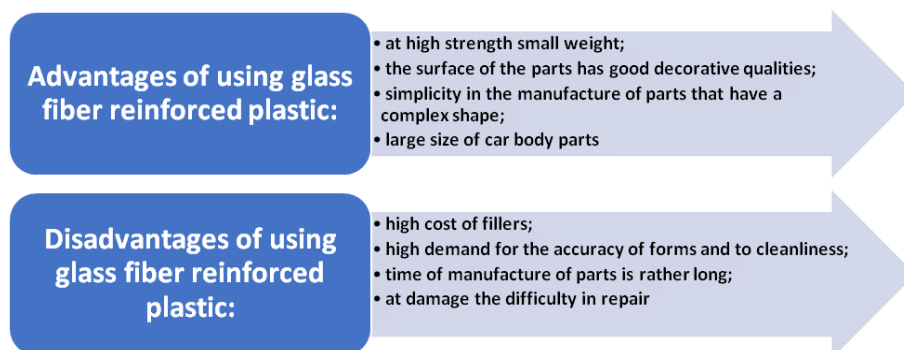 Advantages of using glass
fiber reinforced plastic:
• at high strength small weight;
• the surface of the parts has good decorative qualities;
• simplicity in the manufacture of parts that have a
complex shape;
• large size of car body parts
Disadvantages of using
glass fiber reinforced
plastic:
• high cost of fillers;
• high demand for the accuracy of forms and to cleanliness;
• time of manufacture of parts is rather long;
• at damage the difficulty in repair